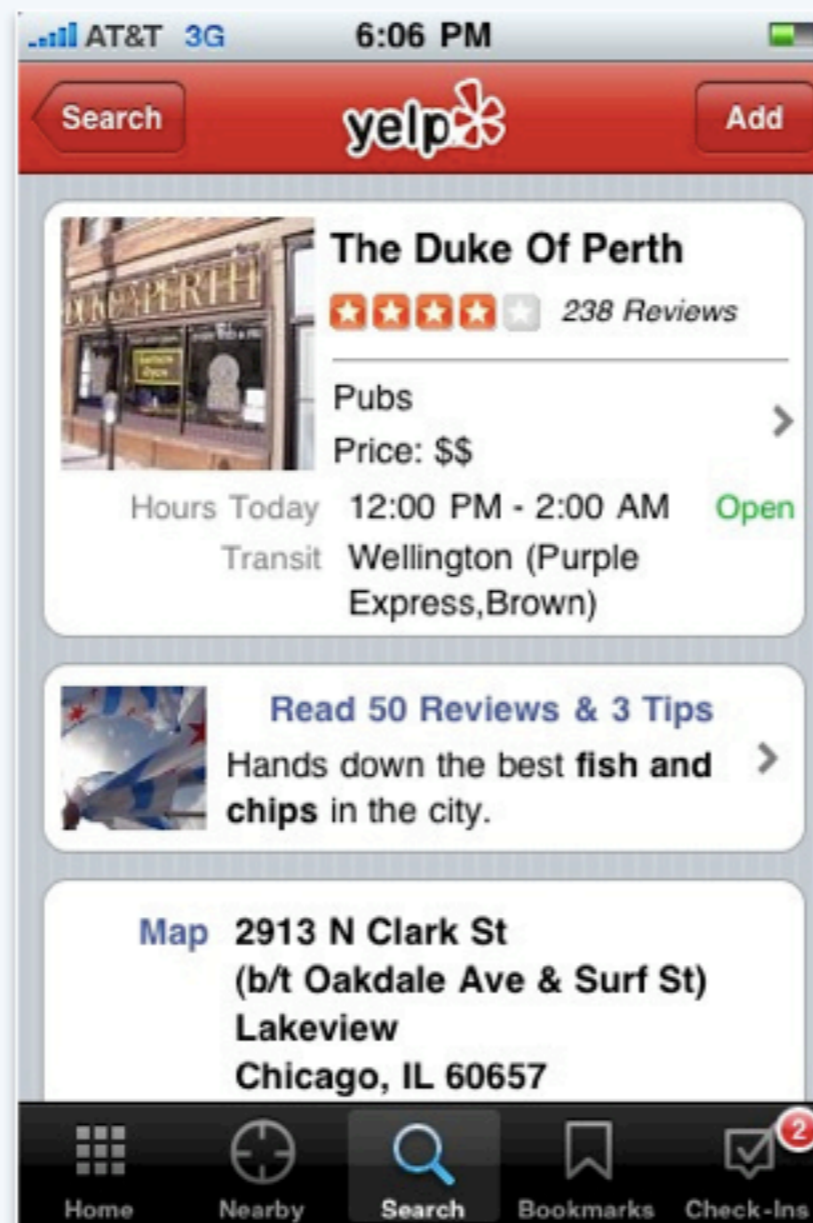 AT&T 3G 6:06 PM
Search yelp Add
DUKE of PERTH
The Duke Of Perth
238 Reviews
Pubs
Price: $$
Hours Today 12:00 PM - 2:00 AM Open
Transit Wellington (Purple
Express,Brown)
Read 50 Reviews & 3 Tips
Hands down the best fish and
chips in the city.
Map 2913 N Clark St
(b/t Oakdale Ave & Surf St)
Lakeview
Chicago, IL 60657
2
Home Nearby Search Bookmarks Check-Ins